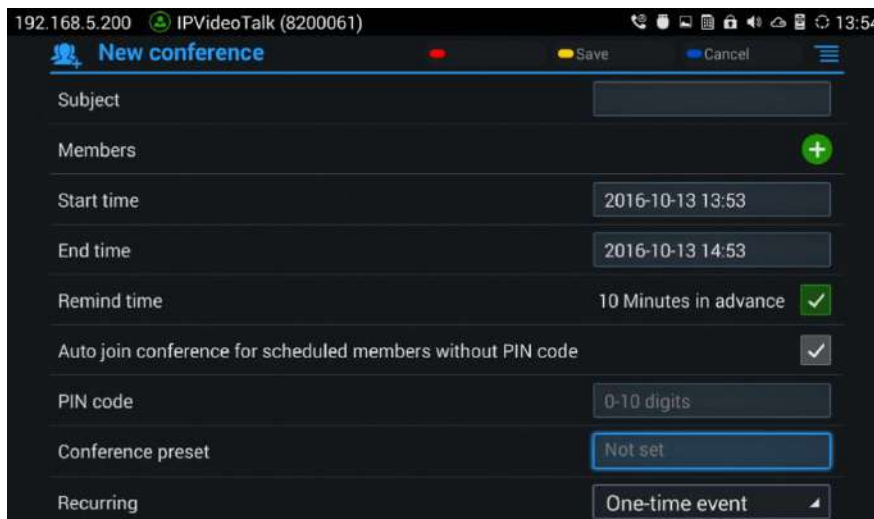 192.168.5.200 IPVideoTalk (8200061) 13:54
New conference Save Cancel
Subject
Members
Start time 2016-10-13 13:53
End time 2016-10-13 14:53
Remind time 10 Minutes in advance
Auto join conference for scheduled members without PIN code
PIN code 0-10 digits
Conference preset Not set
Recurring One-time event